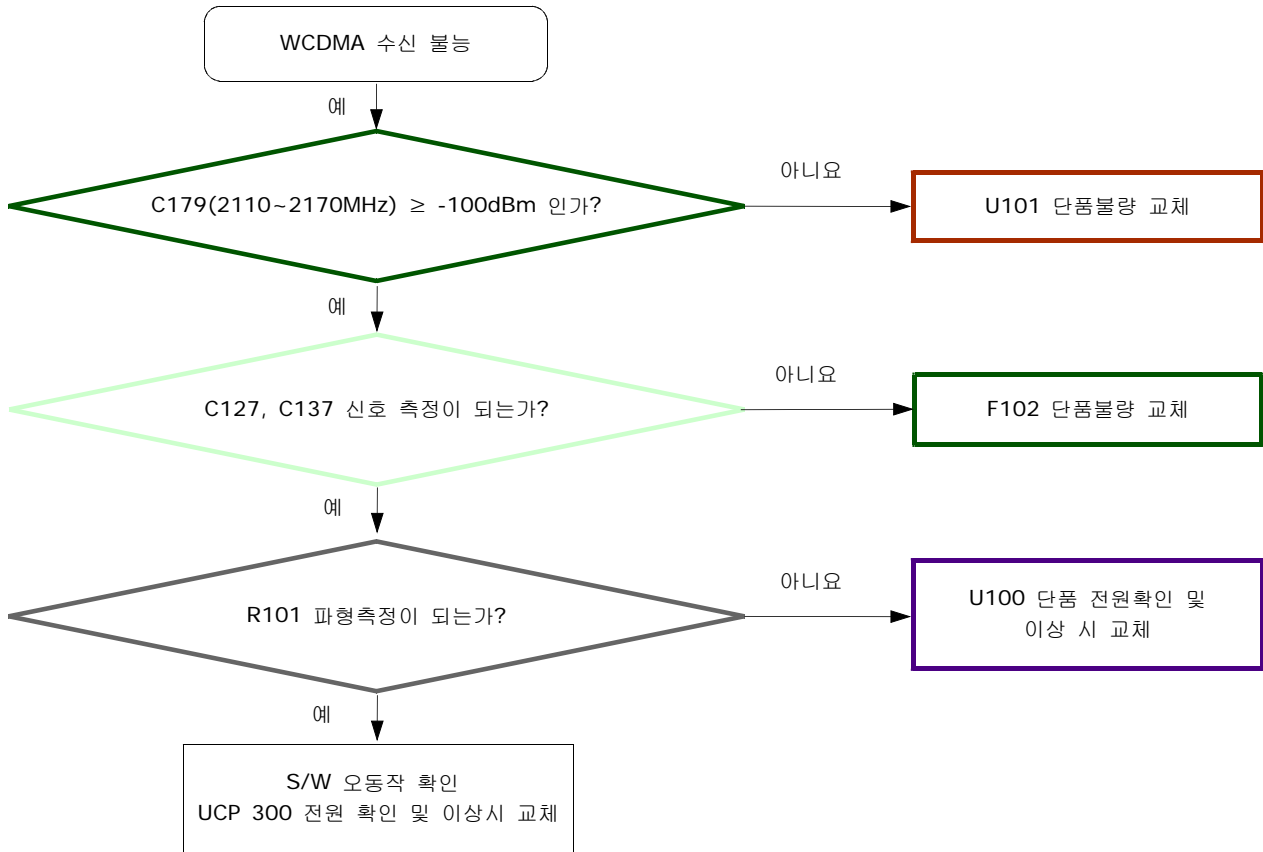 WCDMA 수신 불능
예
아니요
C179(2110~2170MHz) ≥ -100dBm 인가?
U101 단품불량 교체
예
아니요
C127, C137 신호 측정이 되는가?
F102 단품불량 교체
예
아니요
R101 파형측정이 되는가?
U100 단품 전원확인 및
이상 시 교체
예
S/W 오동작 확인
UCP 300 전원 확인 및 이상시 교체